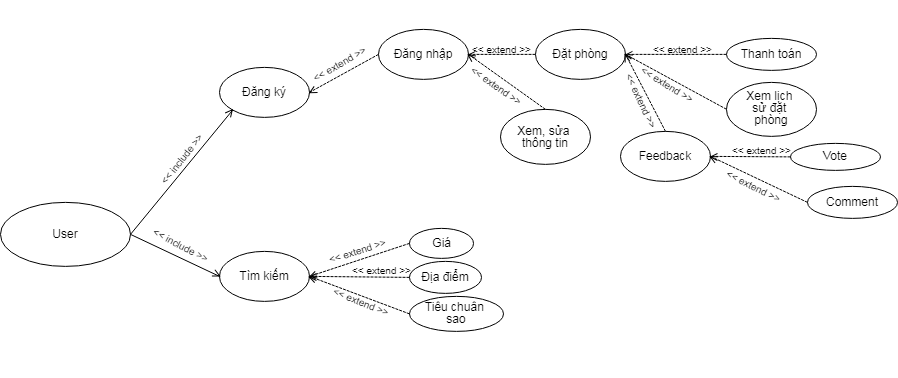 Đăng nhập
<< extend >>
Đặt phòng
<< extend >>
Thanh toán
<< extend >>
Đăng ký
<< extend >>
<< extend >>
<< extend >>
Xem lịch
sử đặt
phòng
Xem, sửa
thông tin
Feedback
<< extend >>
Vote
<< extend >>
Comment
<< include >>
User
<< include >>
Tìm kiếm
<< extend >>
Giá
<< extend >>
Địa điểm
<< extend >>
Tiêu chuẩn
sao